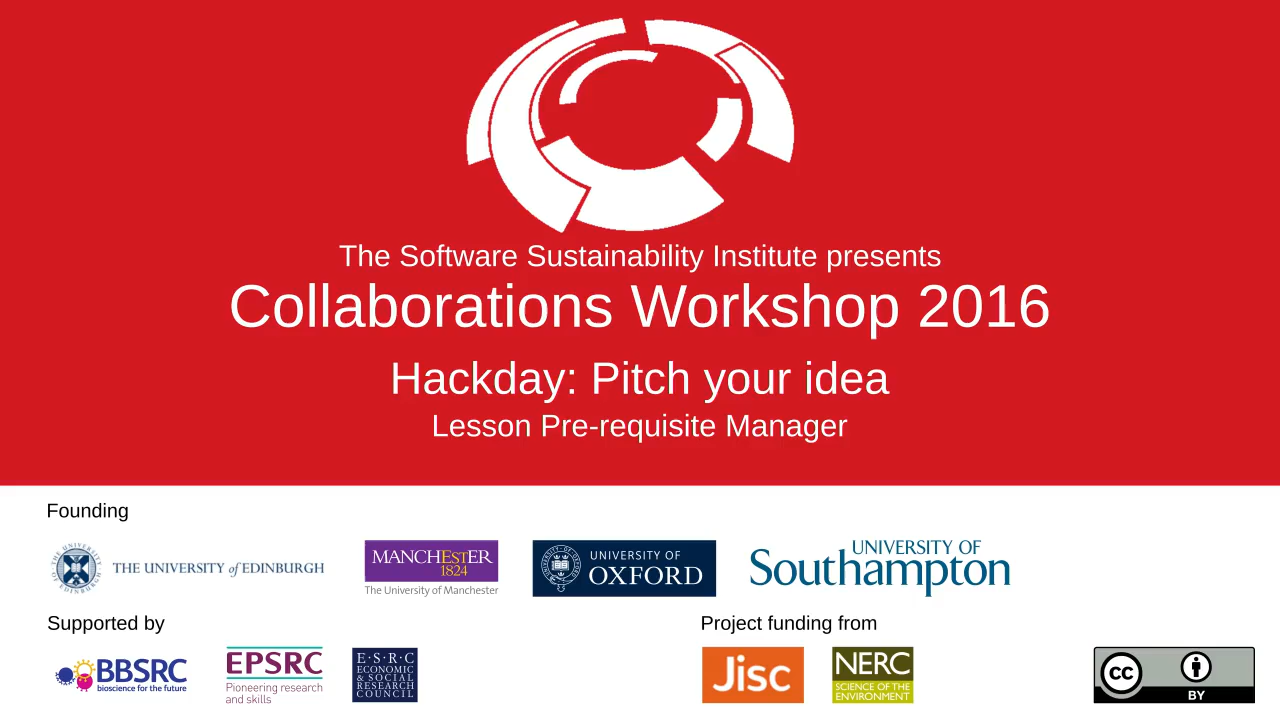 The Software Sustainability Institute presents
Collaborations Workshop 2016
Hackday: Pitch your idea
Lesson Pre-requisite Manager
Founding
THE UNIVERSITY of EDINBURGH
MANCHESTER
1824
The University of Manchester
UNIVERSITY OF
OXFORD
UNIVERSITY OF
Southampton
Supported by
Project funding from
BBSRC
bioscience for the future
EPSRC
Pioneering research
and skills
E·S·R·C
ECONOMIC
& SOCIAL
RESEARCH
COUNCIL
Jisc
NERC
SCIENCE OF THE
ENVIRONMENT
cc
BY